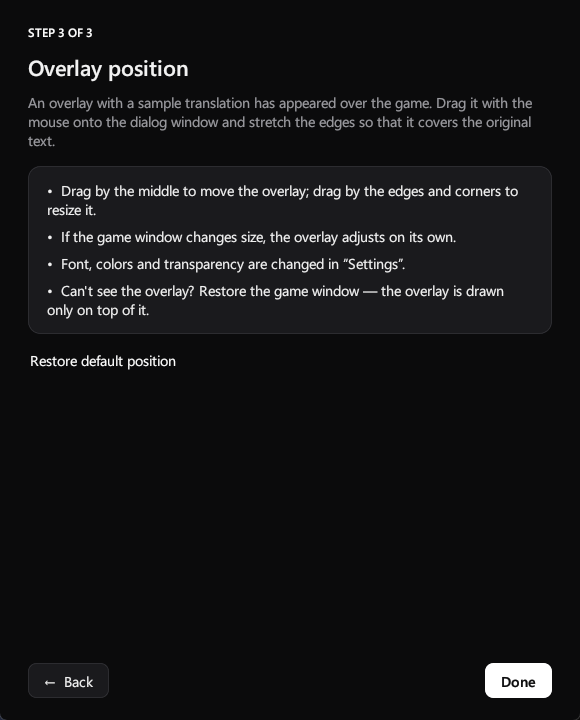 STEP 3 OF 3
Overlay position
An overlay with a sample translation has appeared over the game. Drag it with the
mouse onto the dialog window and stretch the edges so that it covers the original
text.
• Drag by the middle to move the overlay; drag by the edges and corners to
resize it.
• If the game window changes size, the overlay adjusts on its own.
• Font, colors and transparency are changed in “Settings”.
• Can't see the overlay? Restore the game window — the overlay is drawn
only on top of it.
Restore default position
← Back
Done